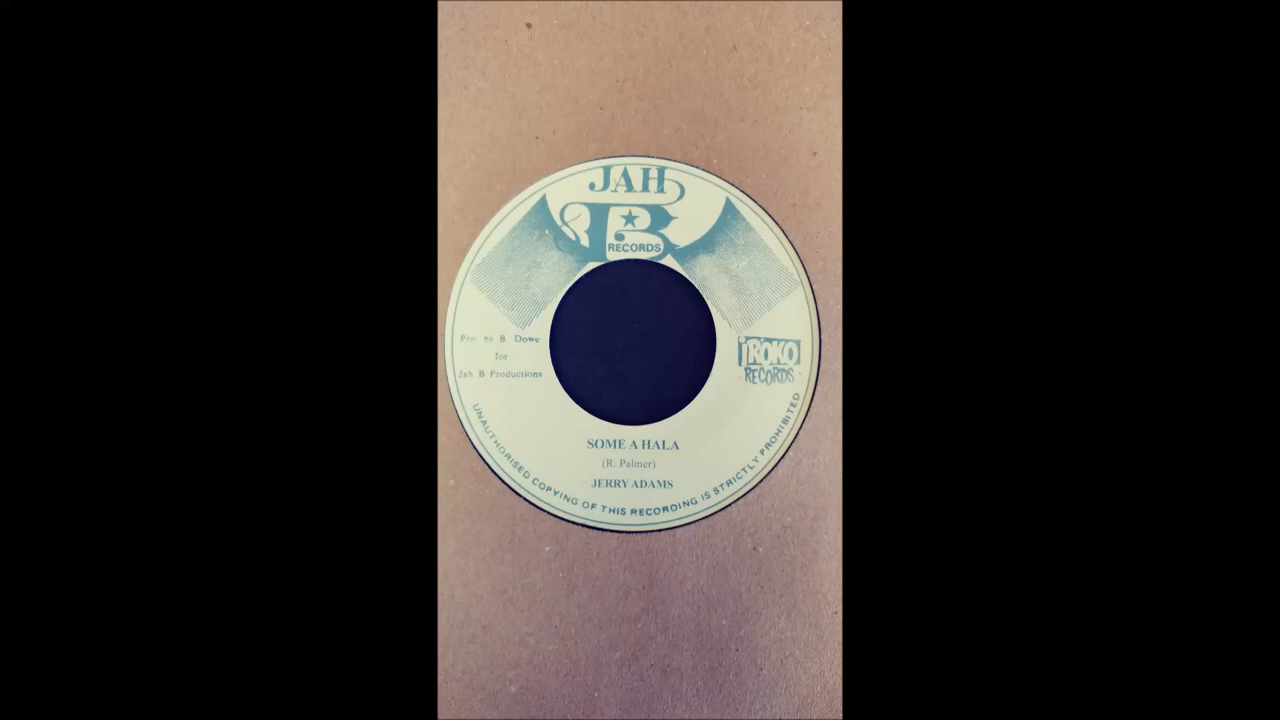 JAH
B
RECORDS
Pro. by B. Dowe
for
Jah B Productions
IROKO
RECORDS
SOME A HALA
(R. Palmer)
JERRY ADAMS
UNAUTHORISED COPYING OF THIS RECORDING IS STRICTLY PROHIBITED